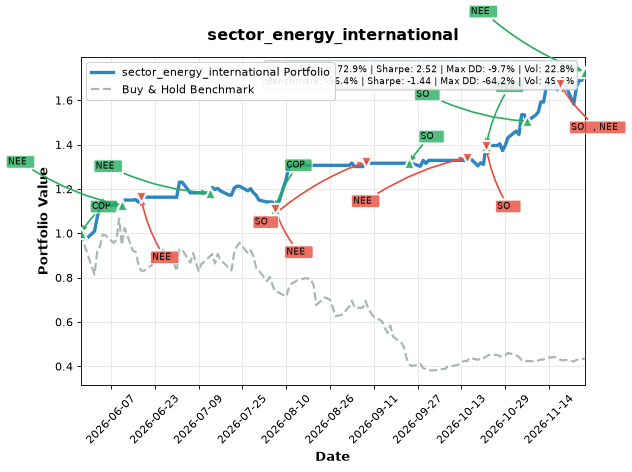 NEE
sector_energy_international
sector_energy_international Portfolio
Buy & Hold Benchmark
72.9% | Sharpe: 2.52 | Max DD: -9.7% | Vol: 22.8%
6.4% | Sharpe: -1.44 | Max DD: -64.2% | Vol:
SO
SO , NEE
SO
NEE
NEE
COP
COP
NEE
SO
SO
NEE
NEE
Portfolio Value
1.6
1.4
1.2
1.0
0.8
0.6
0.4
2026-06-07
2026-06-23
2026-07-09
2026-07-25
2026-08-10
2026-08-26
2026-09-11
2026-09-27
2026-10-13
2026-10-29
2026-11-14
Date